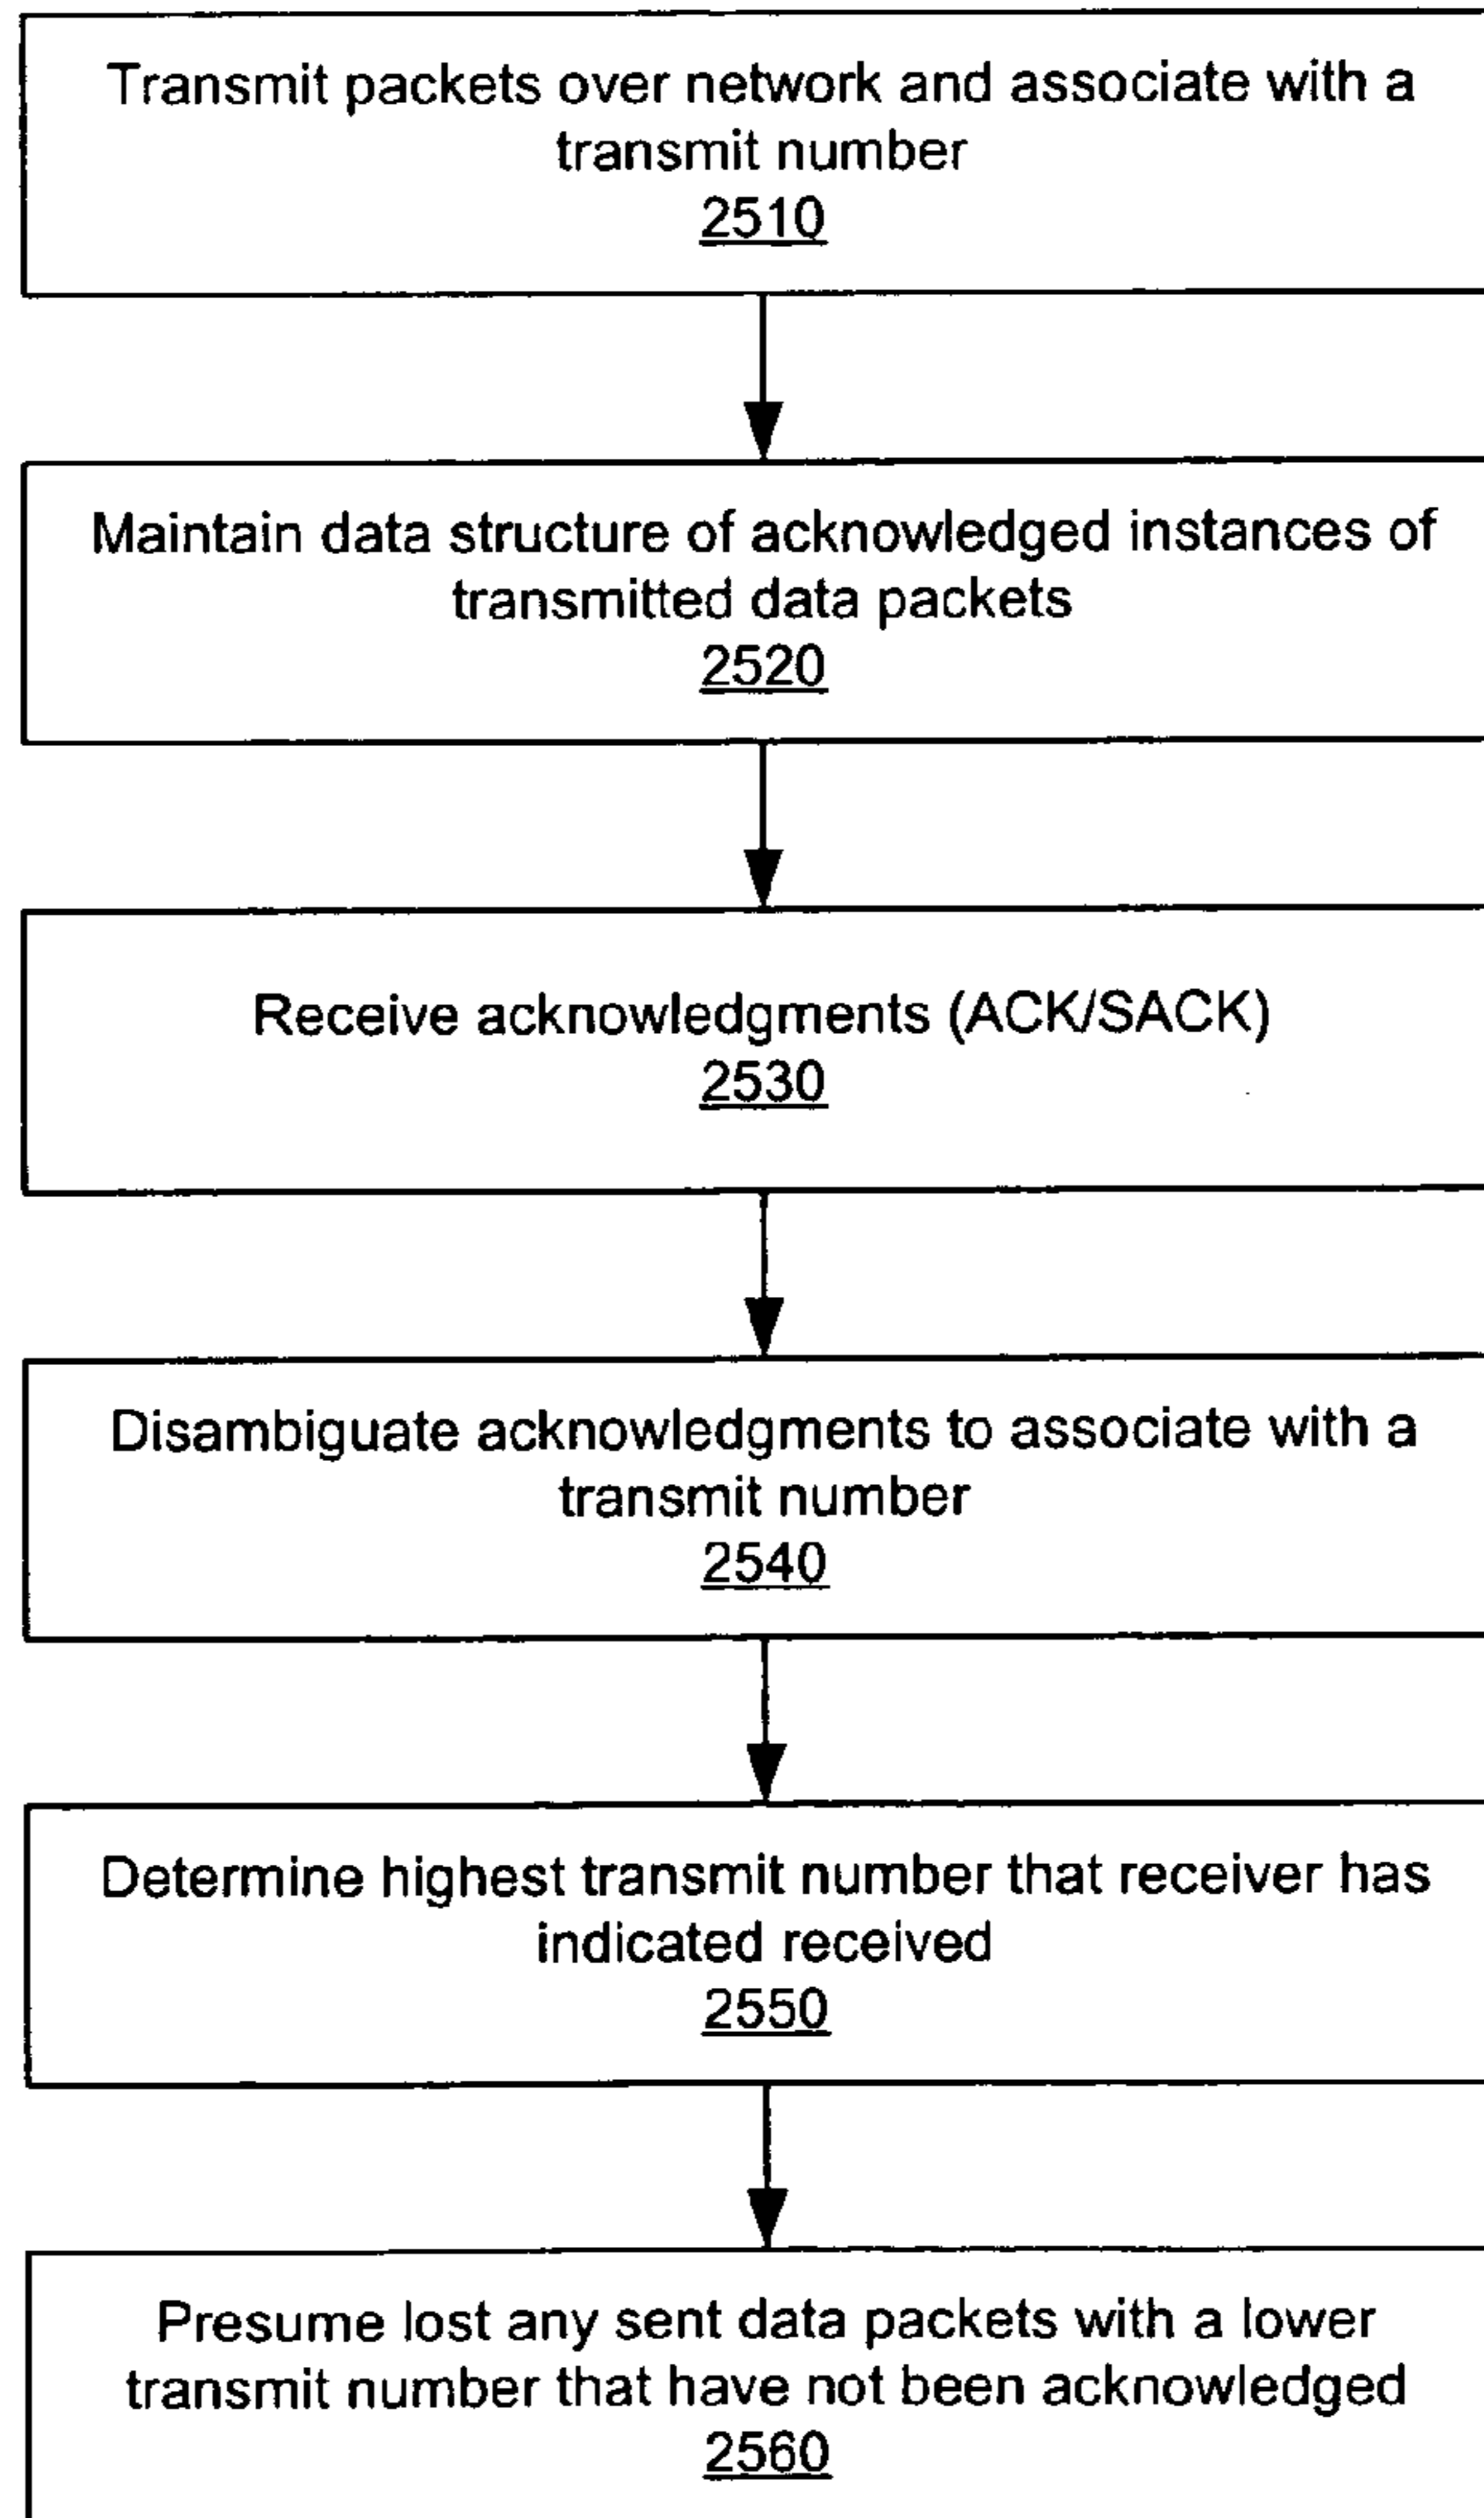 Transmit packets over network and associate with a
transmit number
2510
Maintain data structure of acknowledged instances of
transmitted data packets
2520
Receive acknowledgments (ACK/SACK)
2530
Disambiguate acknowledgments to associate with a
transmit number
2540
Determine highest transmit number that receiver has
indicated received
2550
Presume lost any sent data packets with a lower
transmit number that have not been acknowledged
2560